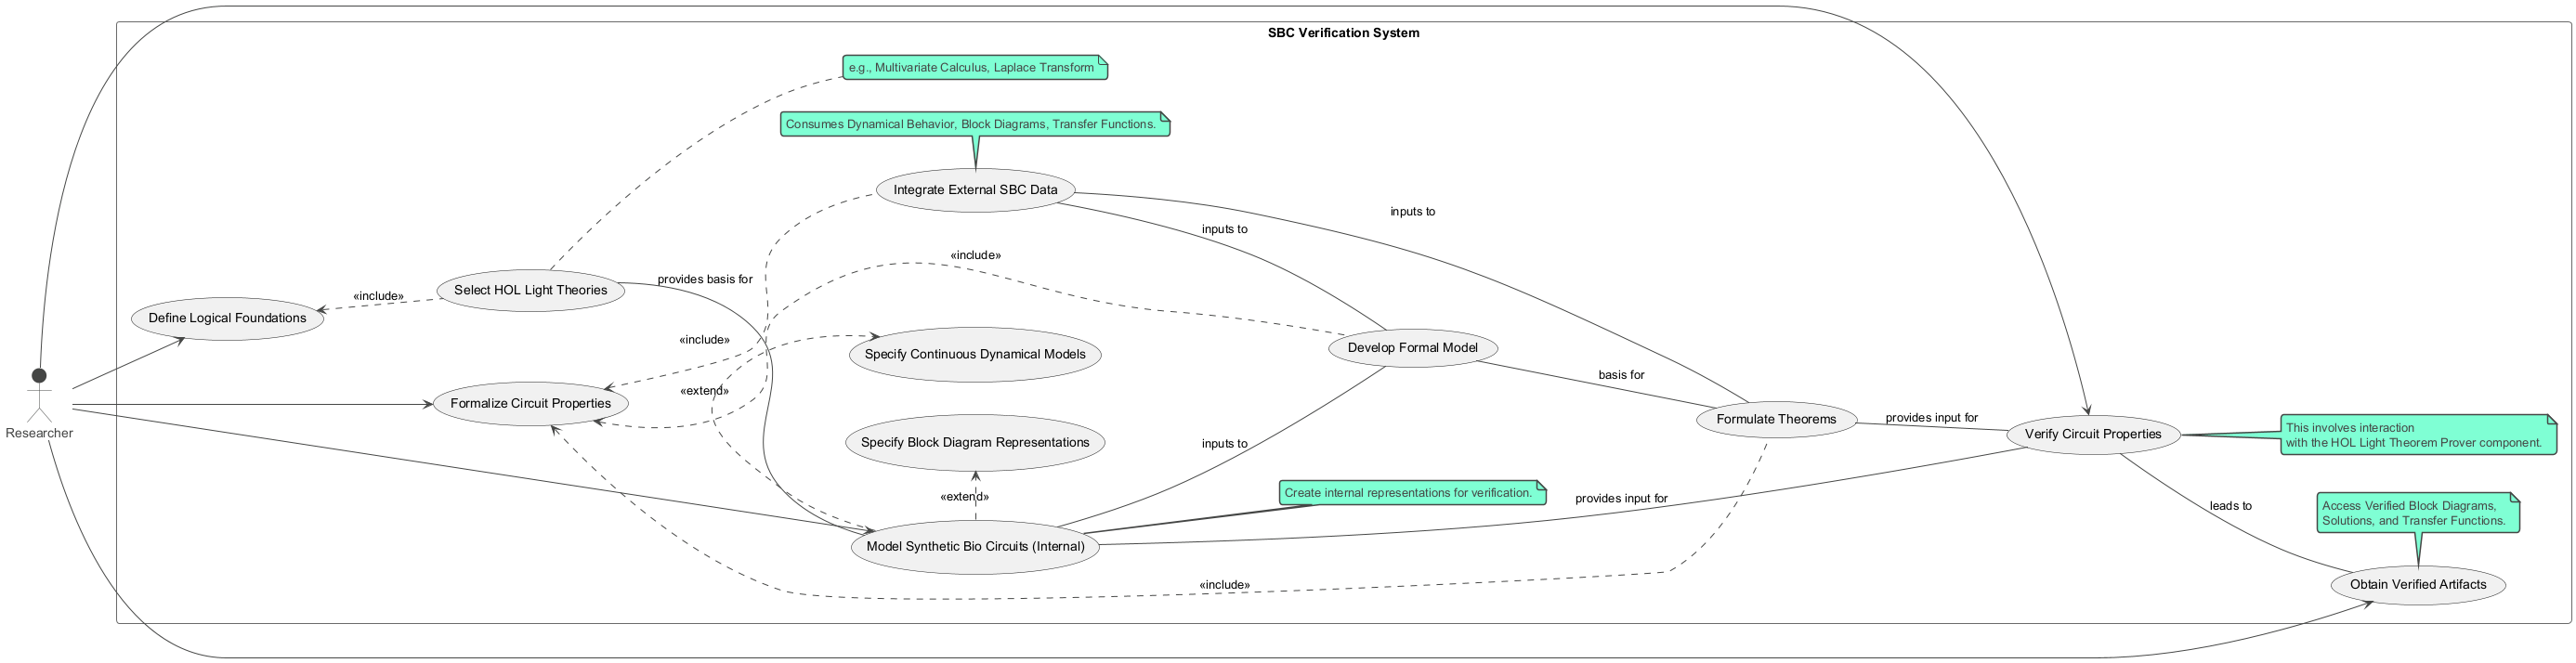 SBC Verification System
e.g., Multivariate Calculus, Laplace Transform
Consumes Dynamical Behavior, Block Diagrams, Transfer Functions.
Integrate External SBC Data
inputs to
inputs to
«include»
provides basis for
Select HOL Light Theories
«include»
Define Logical Foundations
«include»
Specify Continuous Dynamical Models
Develop Formal Model
basis for
«extend»
Formalize Circuit Properties
Researcher
Specify Block Diagram Representations
inputs to
Formulate Theorems
provides input for
Verify Circuit Properties
This involves interaction
with the HOL Light Theorem Prover component.
«extend»
Create internal representations for verification.
provides input for
leads to
Access Verified Block Diagrams,
Solutions, and Transfer Functions.
Model Synthetic Bio Circuits (Internal)
«include»
Obtain Verified Artifacts